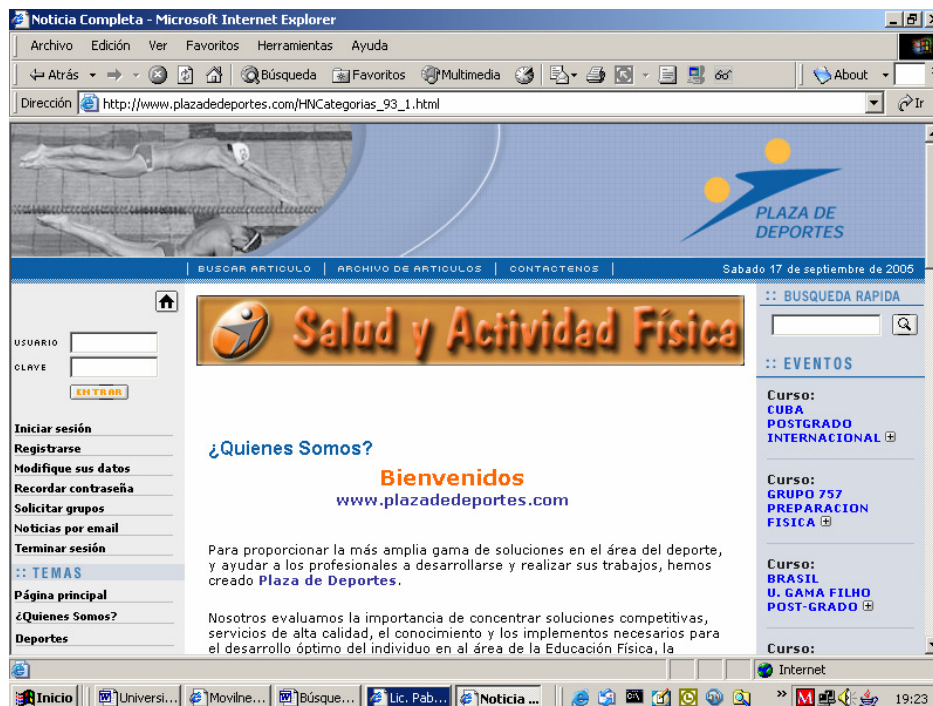 Noticia Completa - Microsoft Internet Explorer
Archivo Edición Ver Favoritos Herramientas Ayuda
Atrás Búsqueda Favoritos Multimedia About
Dirección http://www.plazadedeportes.com/HNCategorias_93_1.html Ir
PLAZA DE
DEPORTES
BUSCAR ARTICULO | ARCHIVO DE ARTICULOS | CONTACTENOS |
Sabado 17 de septiembre de 2005
USUARIO
CLAVE
ENTRAR
Iniciar sesión
Registrarse
Modifique sus datos
Recordar contraseña
Solicitar grupos
Noticias por email
Terminar sesión
:: TEMAS
Página principal
¿Quienes Somos?
Deportes
Salud y Actividad Física
¿Quienes Somos?
Bienvenidos
www.plazadedeportes.com
Para proporcionar la más amplia gama de soluciones en el área del deporte,
y ayudar a los profesionales a desarrollarse y realizar sus trabajos, hemos
creado Plaza de Deportes.
Nosotros evaluamos la importancia de concentrar soluciones competitivas,
servicios de alta calidad, el conocimiento y los implementos necesarios para
el desarrollo óptimo del individuo en al área de la Educación Física, la
:: BUSQUEDA RAPIDA
:: EVENTOS
Curso:
CUBA
POSTGRADO
INTERNACIONAL
Curso:
GRUPO 757
PREPARACION
FISICA
Curso:
BRASIL
U. GAMA FILHO
POST-GRADO
Curso:
Internet
Inicio Universi... Movilne... Búsque... Lic. Pab... Noticia ... 19:23